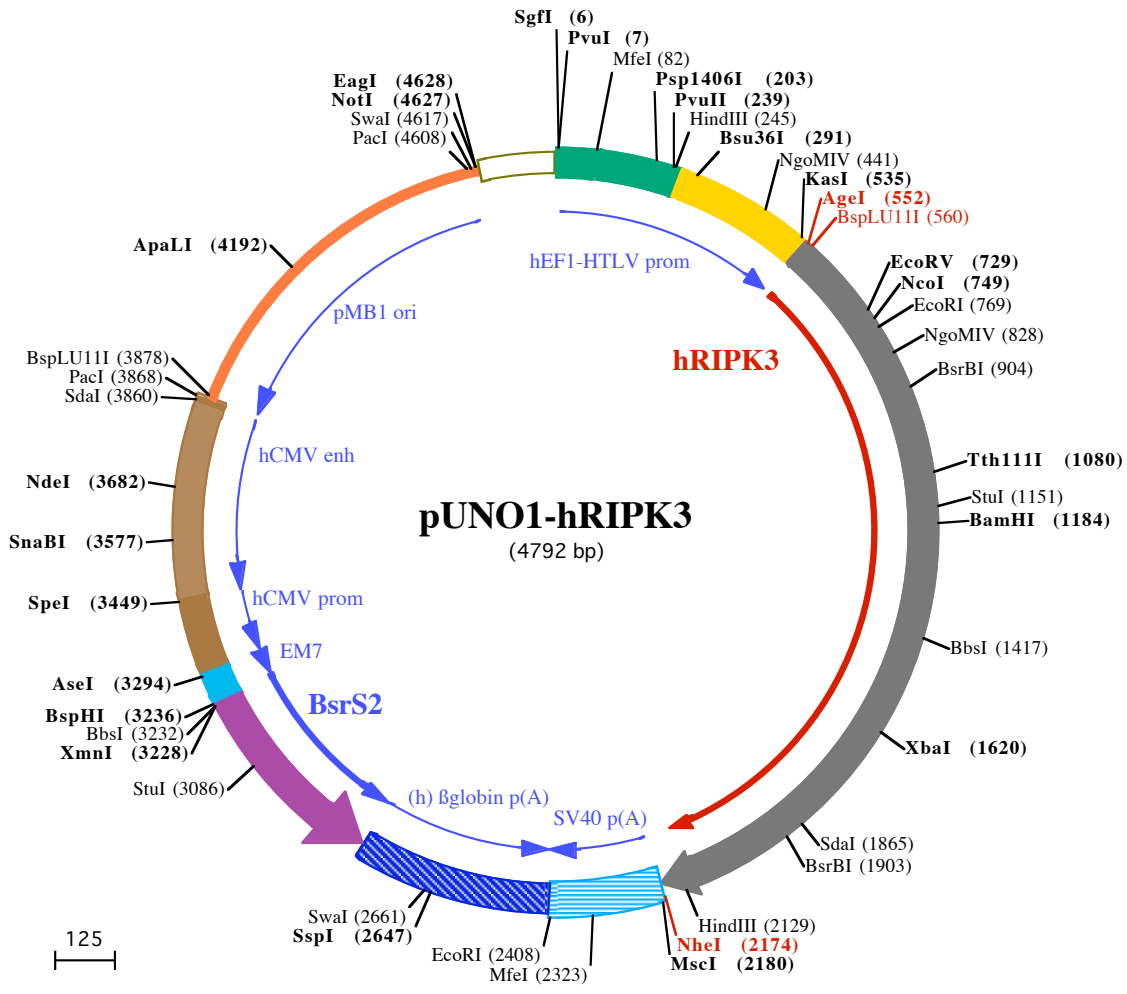 SgfI (6)
PvuI (7)
MfeI (82)
Psp1406I (203)
PvuII (239)
HindIII (245)
Bsu36I (291)
NgoMIV (441)
KasI (535)
AgeI (552)
BspLU11I (560)
EcoRV (729)
NcoI (749)
EcoRI (769)
NgoMIV (828)
BsrBI (904)
Tth111I (1080)
StuI (1151)
BamHI (1184)
BbsI (1417)
XbaI (1620)
SdaI (1865)
BsrBI (1903)
HindIII (2129)
NheI (2174)
MscI (2180)
MfeI (2323)
EcoRI (2408)
SspI (2647)
SwaI (2661)
StuI (3086)
XmnI (3228)
BbsI (3232)
BspHI (3236)
AseI (3294)
SpeI (3449)
SnaBI (3577)
NdeI (3682)
SdaI (3860)
PacI (3868)
BspLU11I (3878)
ApaLI (4192)
PacI (4608)
SwaI (4617)
NotI (4627)
EagI (4628)
hEF1-HTLV prom
hRIPK3
pMB1 ori
hCMV enh
hCMV prom
EM7
BsrS2
(h) ßglobin p(A)
SV40 p(A)
pUNO1-hRIPK3
(4792 bp)
125